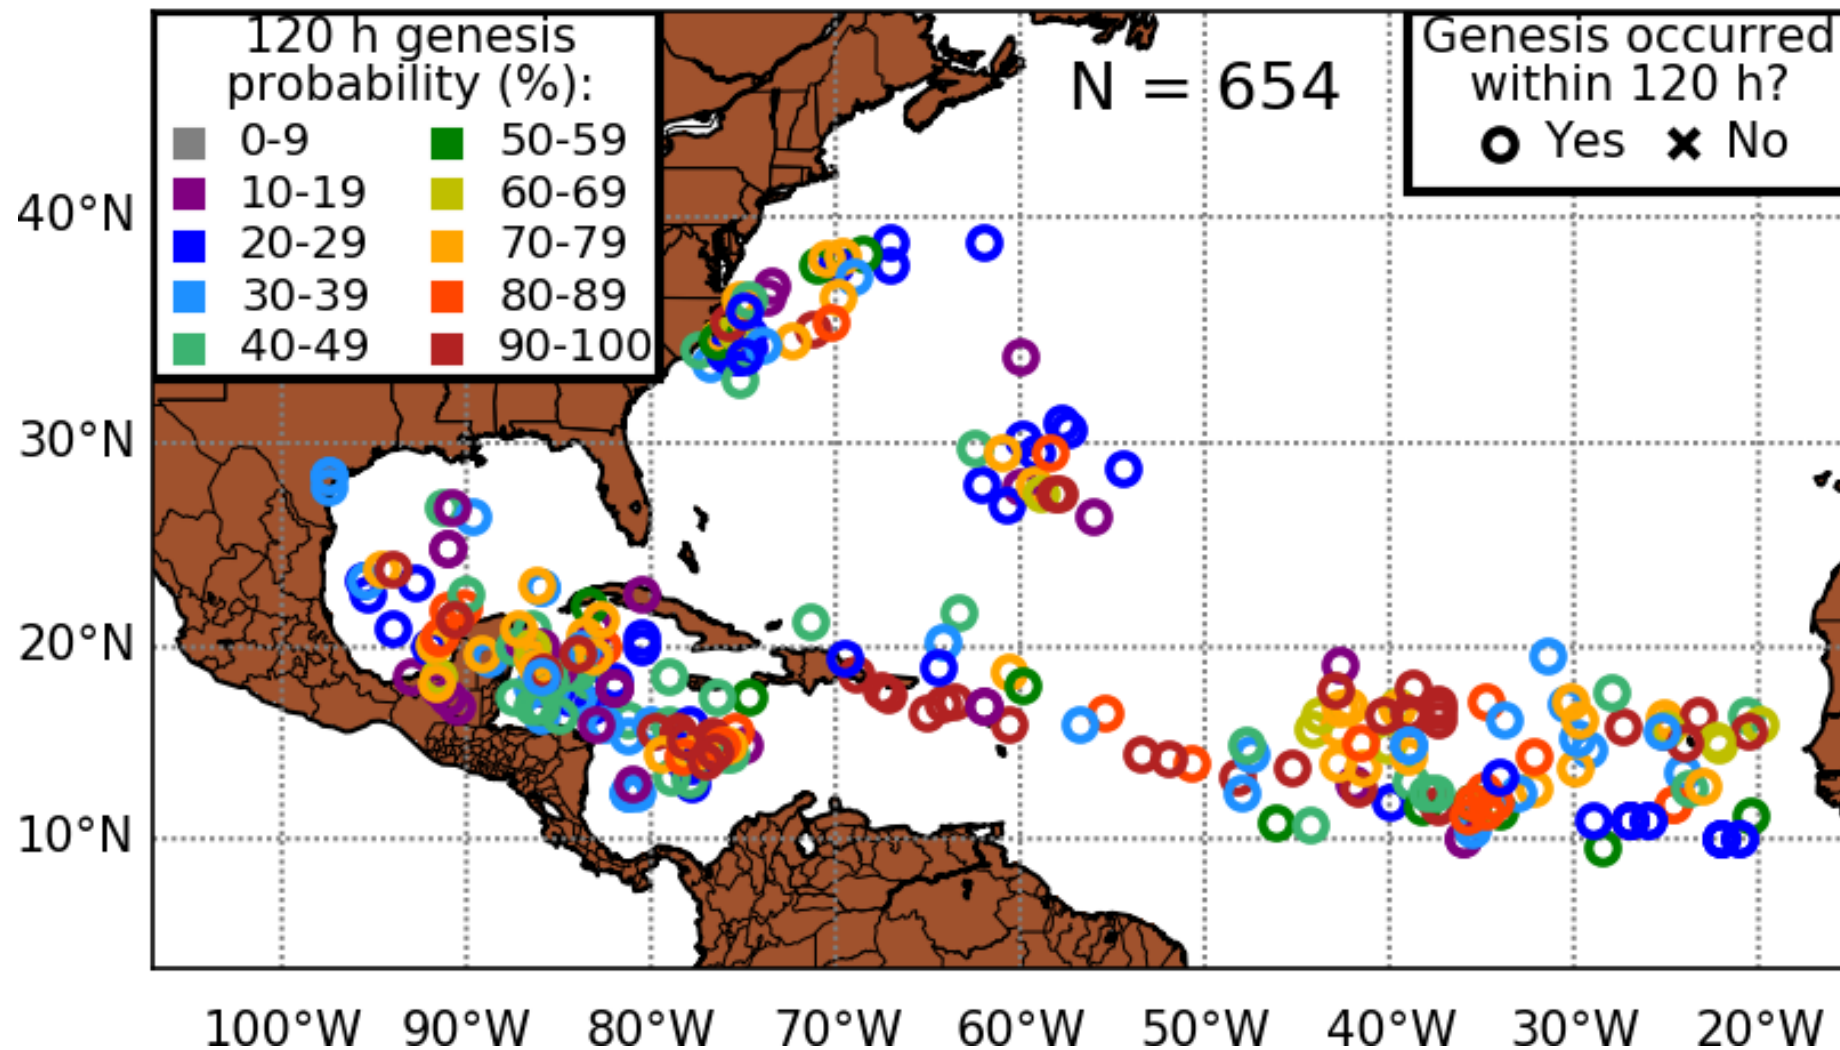 120 h genesis
probability (%):
0-9
50-59
10-19
60-69
20-29
70-79
30-39
80-89
40-49
90-100
N = 654
Genesis occurred
within 120 h?
Yes
No
40°N
30°N
20°N
10°N
100°W 90°W 80°W 70°W 60°W 50°W 40°W 30°W 20°W